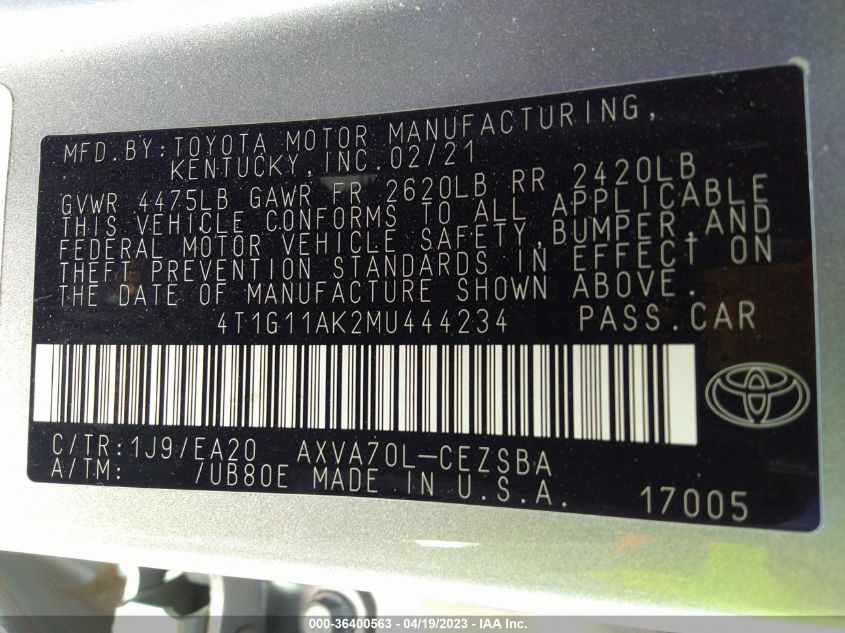 MFD.BY:TOYOTA MOTOR MANUFACTURING,
KENTUCKY,INC.02/21
GVWR 4475LB GAWR FR 2620LB RR 2420LB
THIS VEHICLE CONFORMS TO ALL APPLICABLE
FEDERAL MOTOR VEHICLE SAFETY,BUMPER,AND
THEFT PREVENTION STANDARDS IN EFFECT ON
THE DATE OF MANUFACTURE SHOWN ABOVE.
4T1G11AK2MU444234 PASS.CAR
C/TR:1J9/EA20 AXVA70L-CEZSBA
A/TM: /UB80E MADE IN U.S.A. 17005
000-36400563 / 04/19/2023 - IAA Inc.